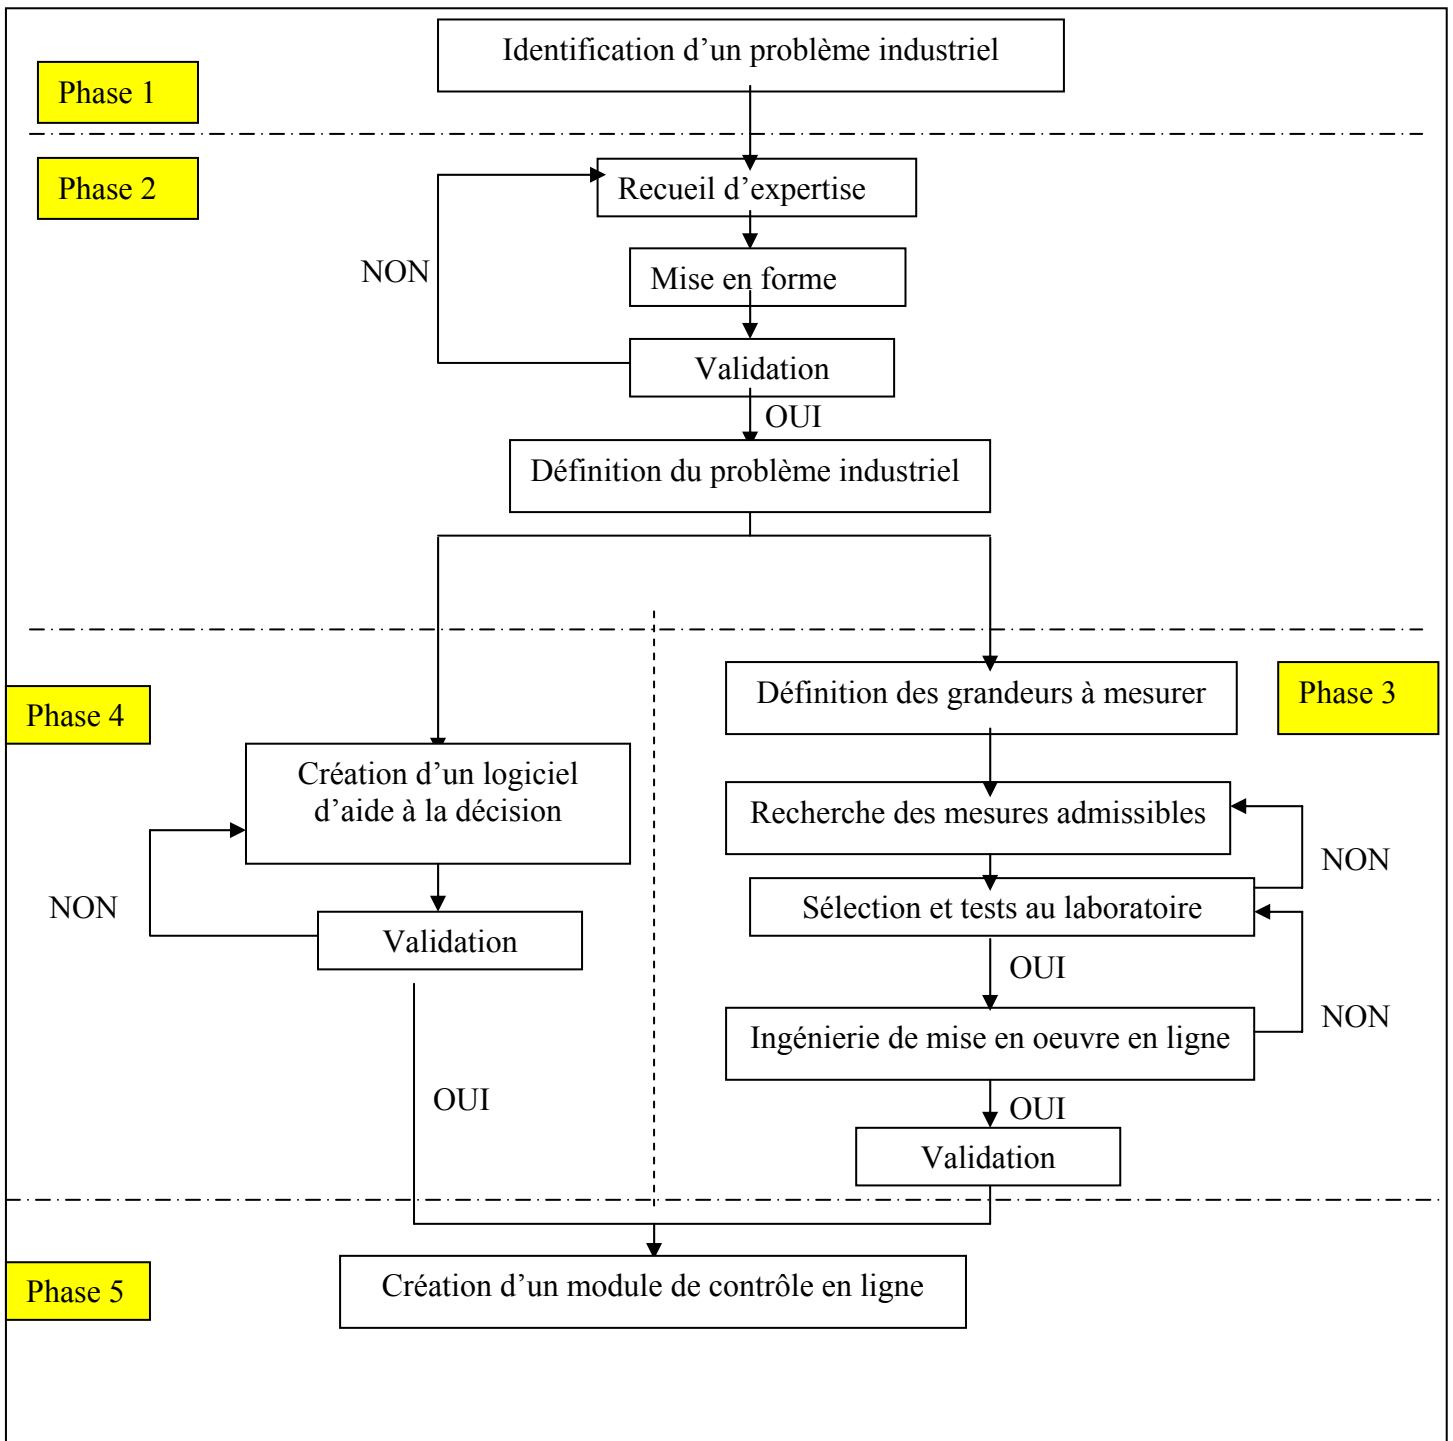 Identification d’un problème industriel
Phase 1
Phase 2
Recueil d’expertise
NON
Mise en forme
Validation
OUI
Définition du problème industriel
Phase 4
Définition des grandeurs à mesurer
Phase 3
Création d’un logiciel
d’aide à la décision
Recherche des mesures admissibles
NON
NON
Sélection et tests au laboratoire
Validation
OUI
NON
Ingénierie de mise en oeuvre en ligne
OUI
OUI
Validation
Phase 5
Création d’un module de contrôle en ligne